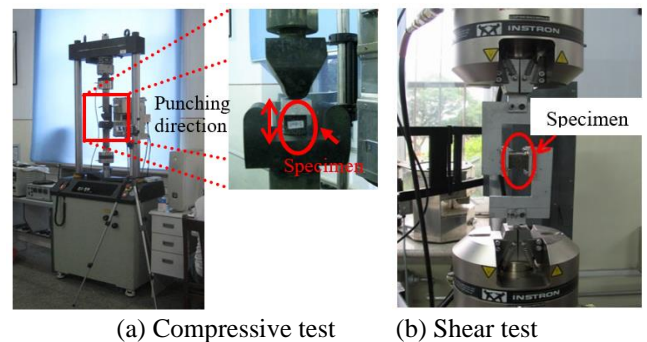 Punching
direction
Specimen
INSTRON
Specimen
INSTRON
(a) Compressive test
(b) Shear test